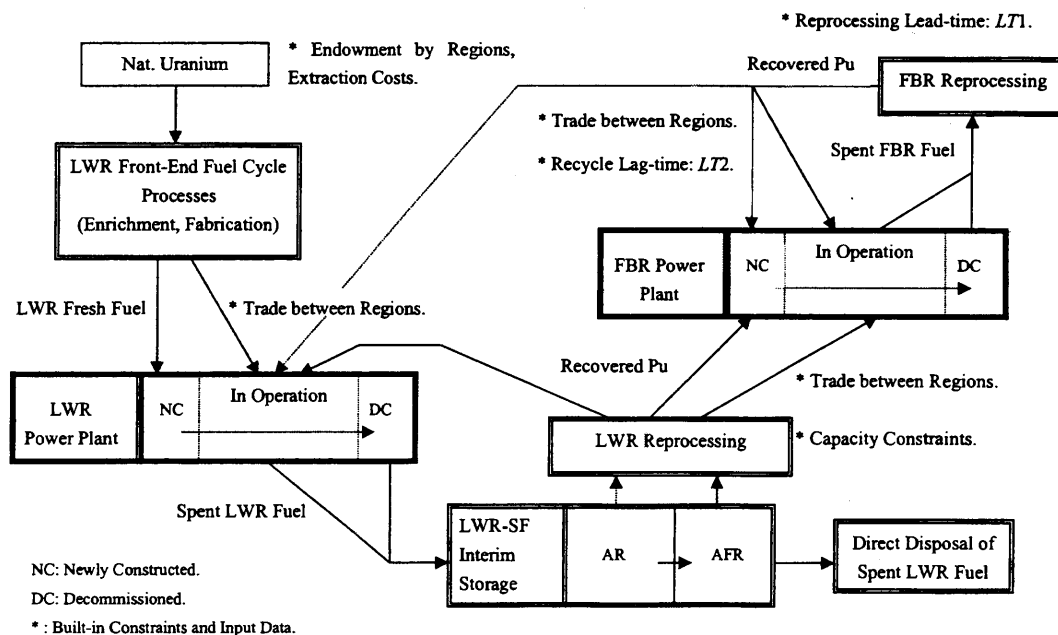 * Reprocessing Lead-time: LT1.
* Endowment by Regions,
Extraction Costs.
Nat. Uranium
Recovered Pu
FBR Reprocessing
* Trade between Regions.
* Recycle Lag-time: LT2.
Spent FBR Fuel
LWR Front-End Fuel Cycle
Processes
(Enrichment, Fabrication)
FBR Power
Plant
NC
In Operation
DC
LWR Fresh Fuel
* Trade between Regions.
Recovered Pu
* Trade between Regions.
LWR
Power Plant
NC
In Operation
DC
LWR Reprocessing
* Capacity Constraints.
Spent LWR Fuel
LWR-SF
Interim
Storage
AR
AFR
Direct Disposal of
Spent LWR Fuel
NC: Newly Constructed.
DC: Decommissioned.
* : Built-in Constraints and Input Data.